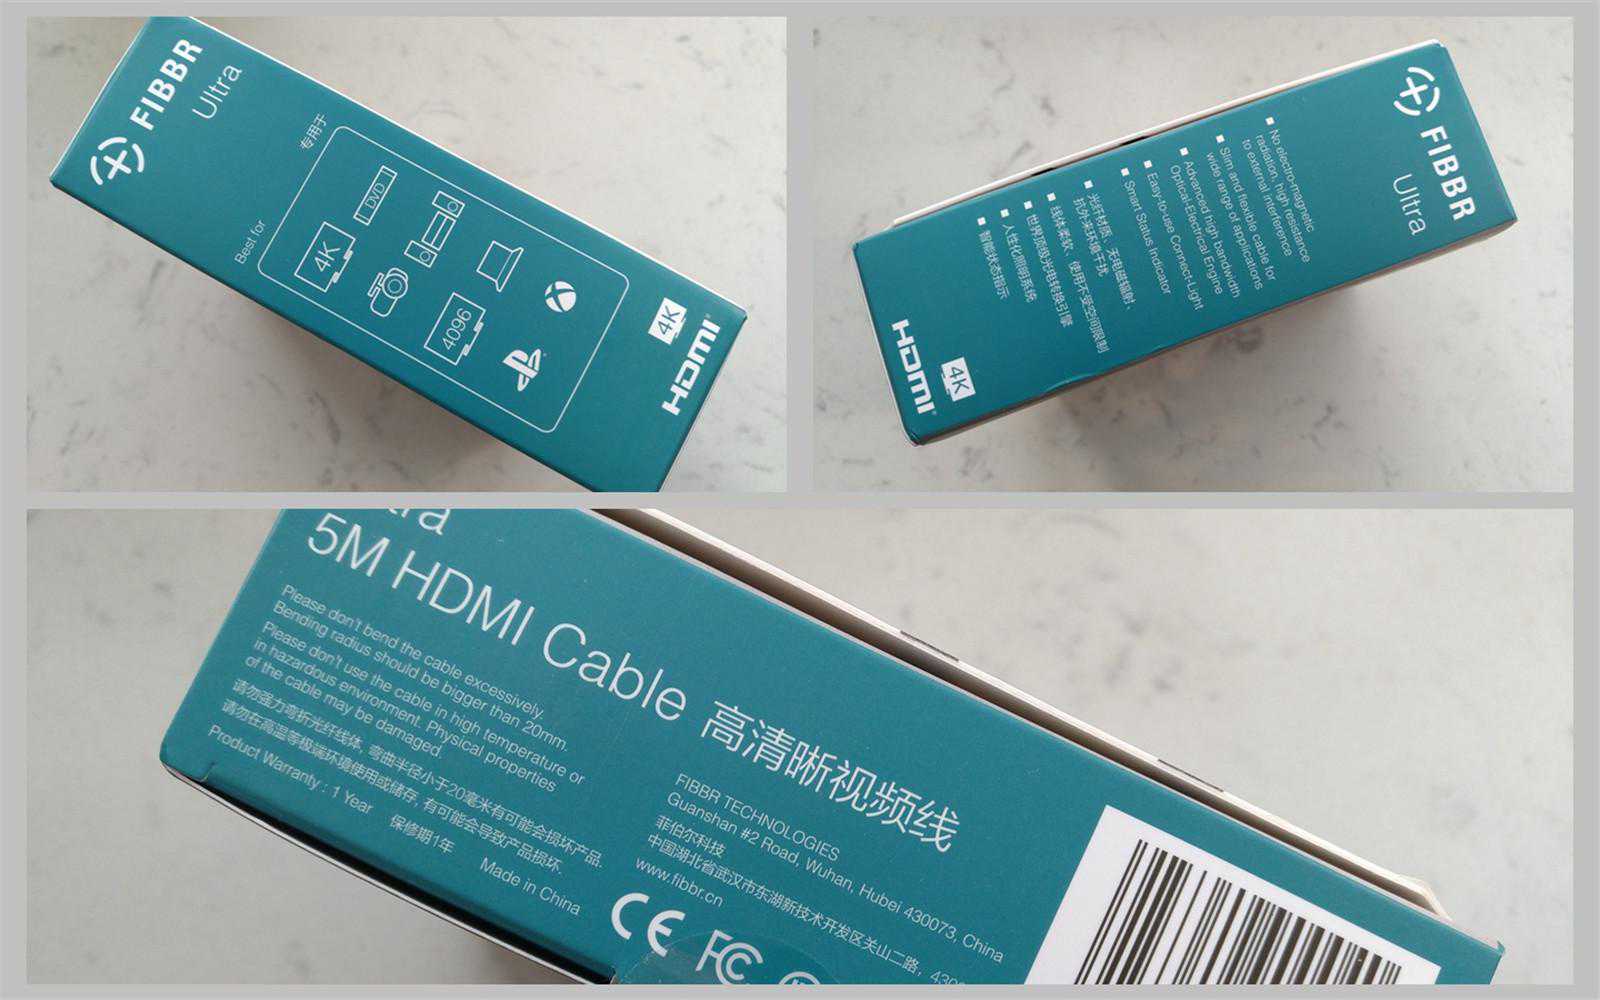 FIBBR
Ultra
专用于
Best for
DVD
4K
4096
4K
HDMI
FIBBR
Ultra
No electro-magnetic
radiation, high resistance
to external interference
Slim and flexible cable for
wide range of applications
Advanced high bandwidth
Optical-Electrical Engine
Easy-to-use Connect-Light
Smart Status Indicator
光纤材质、无电磁辐射、
抗外来环境干扰
线体柔软、使用不受空间限制
世界顶级光电转换引擎
人性化照明系统
智能状态指示
4K
HDMI
5M HDMI Cable 高清晰视频线
Please don't bend the cable excessively.
Bending radius should be bigger than 20mm.
Please don't use the cable in high temperature or
in hazardous environment. Physical properties
of the cable may be damaged.
请勿强力弯折光纤线体, 弯曲半径小于20毫米有可能会损坏产品.
请勿在高温等极端环境使用或储存, 有可能会导致产品损坏.
Product Warranty : 1 Year 保修期1年
Made in China
FIBBR TECHNOLOGIES
Guanshan #2 Road, Wuhan, Hubei 430073, China
菲伯尔科技
中国湖北省武汉市东湖新技术开发区关山二路,
www.fibbr.cn
CE
FC